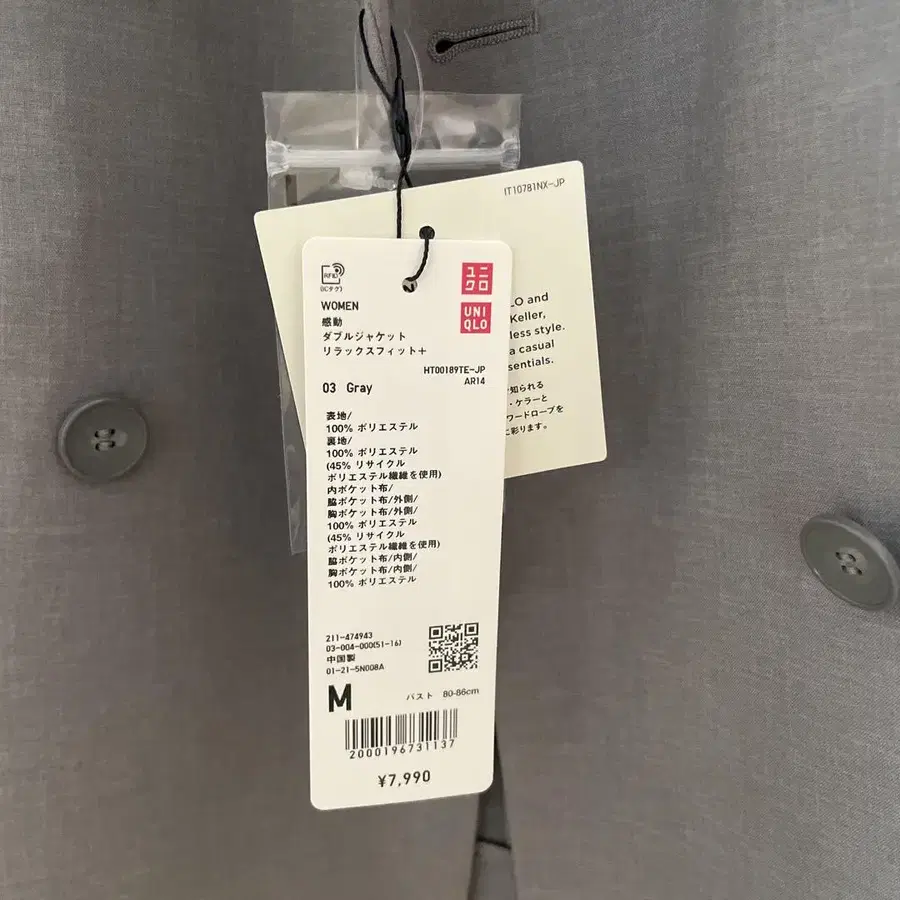 IT10781NX-JP
RFID
(ICタグ)
ユニ
クロ
UNI
QLO
WOMEN
感動
ダブルジャケット
リラックスフィット+
HT00189TE-JP
AR14
03 Gray
表地/
100% ポリエステル
裏地/
100% ポリエステル
(45% リサイクル
ポリエステル繊維を使用)
内ポケット布/
脇ポケット布/外側/
胸ポケット布/外側/
100% ポリエステル
(45% リサイクル
ポリエステル繊維を使用)
脇ポケット布/内側/
胸ポケット布/内側/
100% ポリエステル
211-474943
03-004-000(51-16)
中国製
01-21-5N008A
M
バスト 80-86cm
2000196731137
¥7,990
LO and
Keller,
less style.
a casual
sentials.
知られる
・ケラーと
ワードローブを
に彩ります。